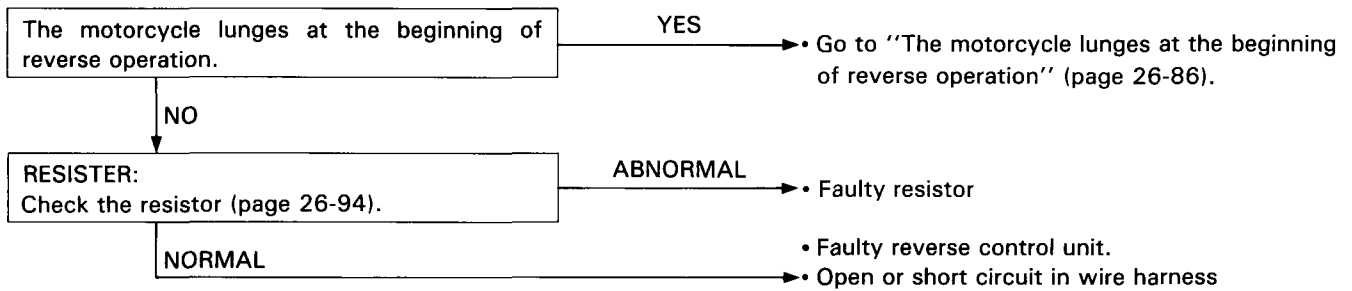 The motorcycle lunges at the beginning of
reverse operation.
YES
• Go to "The motorcycle lunges at the beginning
of reverse operation" (page 26-86).
NO
RESISTER:
Check the resistor (page 26-94).
ABNORMAL
• Faulty resistor
NORMAL
• Faulty reverse control unit.
• Open or short circuit in wire harness